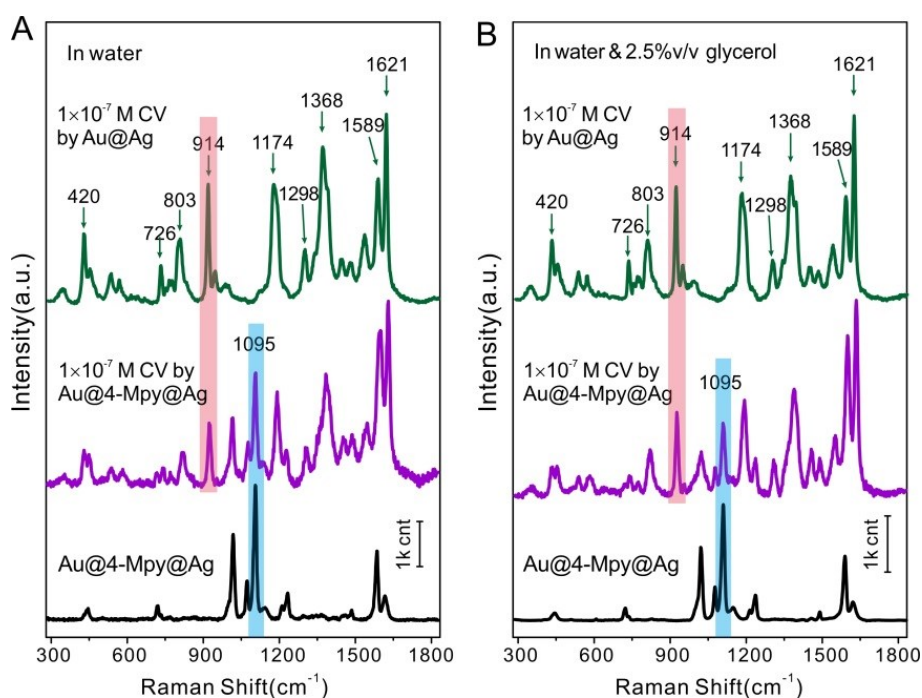 A
In water
1×10⁻⁷ M CV
by Au@Ag
420
726
803
914
1174
1298
1368
1589
1621
1×10⁻⁷ M CV by
Au@4-Mpy@Ag
1095
Au@4-Mpy@Ag
1k cnt
Intensity(a.u.)
300 600 900 1200 1500 1800
Raman Shift(cm⁻¹)
B
In water & 2.5%v/v glycerol
1×10⁻⁷ M CV
by Au@Ag
420
726
803
914
1174
1298
1368
1589
1621
1×10⁻⁷ M CV by
Au@4-Mpy@Ag
1095
Au@4-Mpy@Ag
1k cnt
Intensity(a.u.)
300 600 900 1200 1500 1800
Raman Shift(cm⁻¹)